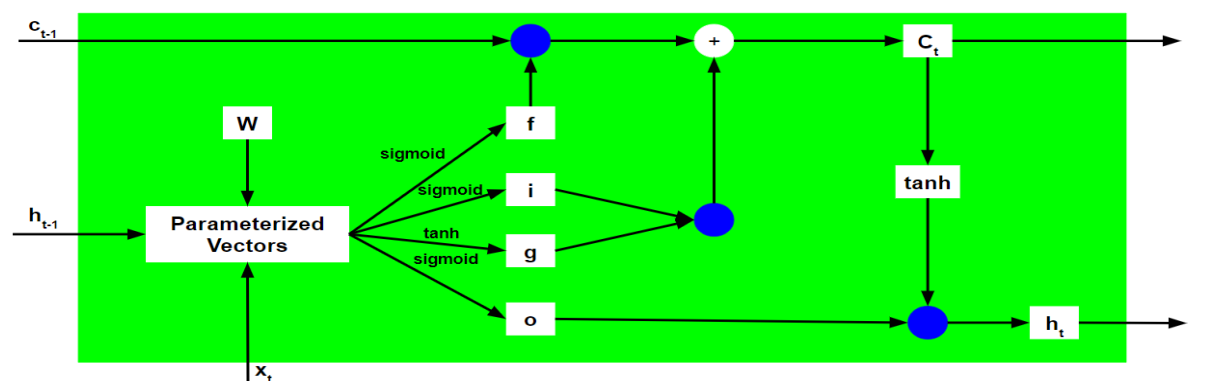 c_t-1
+
C_t
W
f
sigmoid
sigmoid
i
tanh
h_t-1
Parameterized
Vectors
tanh
g
sigmoid
o
h_t
x_t